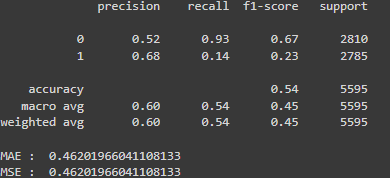 precision recall f1-score support
0 0.52 0.93 0.67 2810
1 0.68 0.14 0.23 2785
accuracy 0.54 5595
macro avg 0.60 0.54 0.45 5595
weighted avg 0.60 0.54 0.45 5595
MAE : 0.46201966041108133
MSE : 0.46201966041108133